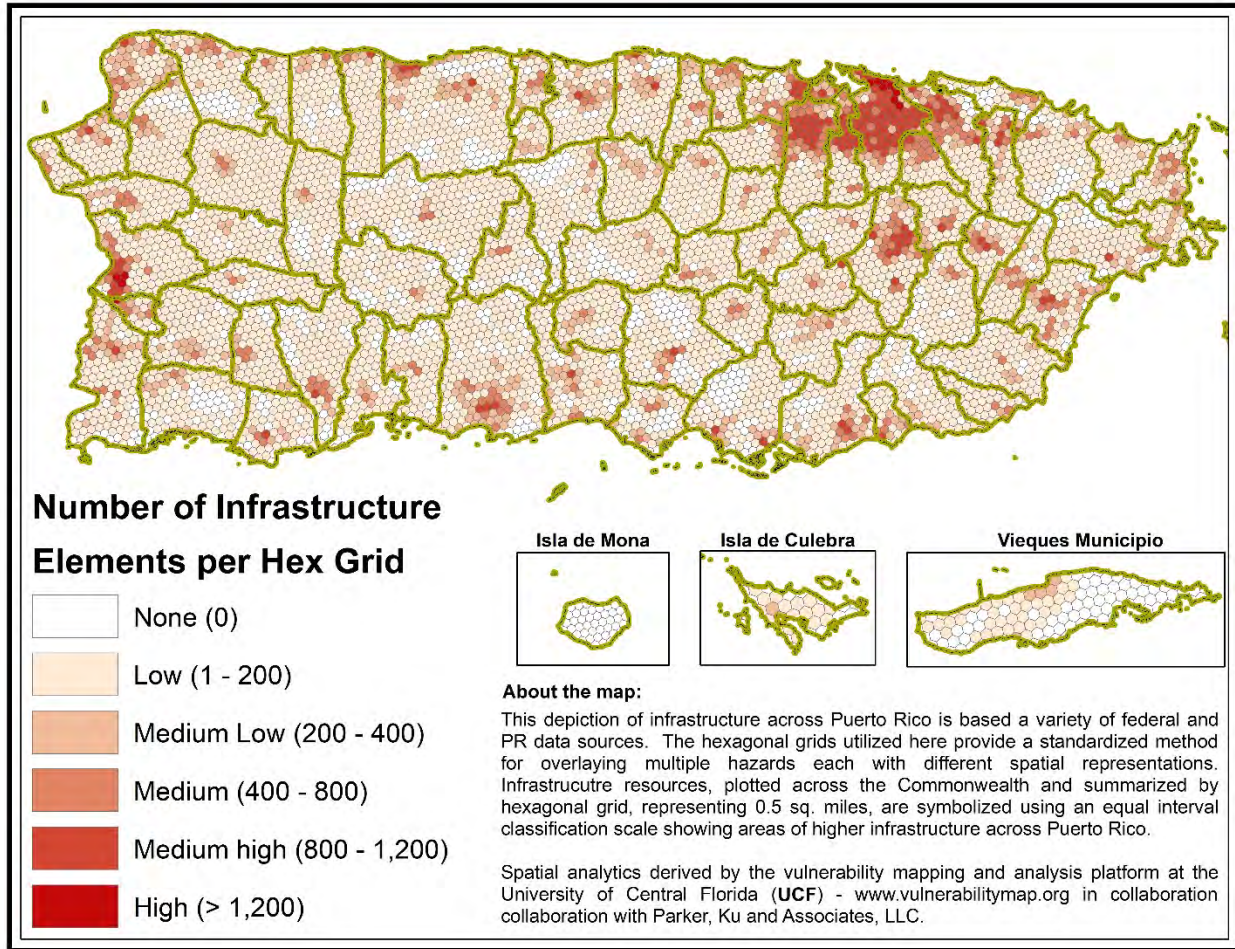 Number of Infrastructure
Elements per Hex Grid
None (0)
Low (1 - 200)
Medium Low (200 - 400)
Medium (400 - 800)
Medium high (800 - 1,200)
High (> 1,200)
Isla de Mona
Isla de Culebra
Vieques Municipio
About the map:
This depiction of infrastructure across Puerto Rico is based a variety of federal and
PR data sources. The hexagonal grids utilized here provide a standardized method
for overlaying multiple hazards each with different spatial representations.
Infrastrucutre resources, plotted across the Commonwealth and summarized by
hexagonal grid, representing 0.5 sq. miles, are symbolized using an equal interval
classification scale showing areas of higher infrastructure across Puerto Rico.
Spatial analytics derived by the vulnerability mapping and analysis platform at the
University of Central Florida (UCF) - www.vulnerabilitymap.org in collaboration
collaboration with Parker, Ku and Associates, LLC.